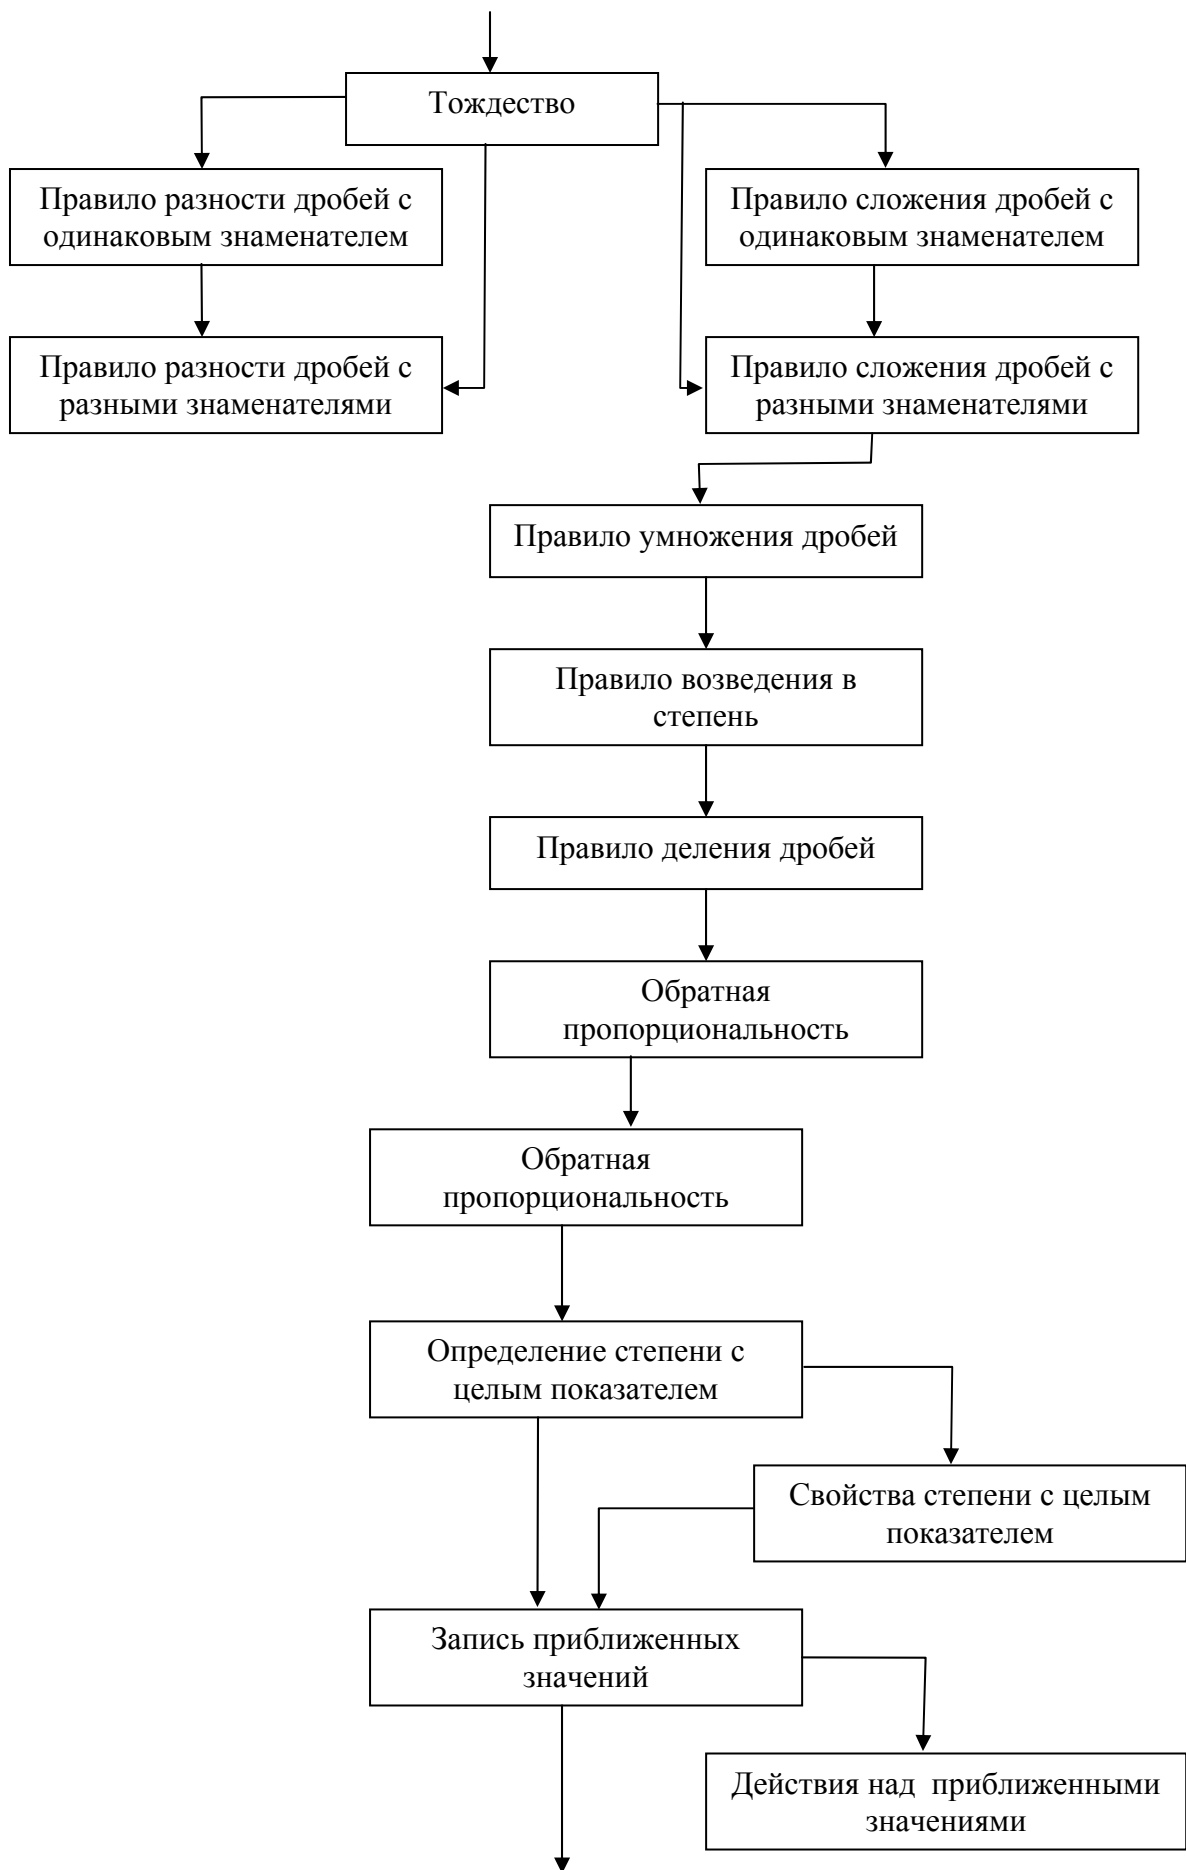 Тождество
Правило разности дробей с
одинаковым знаменателем
Правило сложения дробей с
одинаковым знаменателем
Правило разности дробей с
разными знаменателями
Правило сложения дробей с
разными знаменателями
Правило умножения дробей
Правило возведения в
степень
Правило деления дробей
Обратная
пропорциональность
Обратная
пропорциональность
Определение степени с
целым показателем
Свойства степени с целым
показателем
Запись приближенных
значений
Действия над  приближенными
значениями